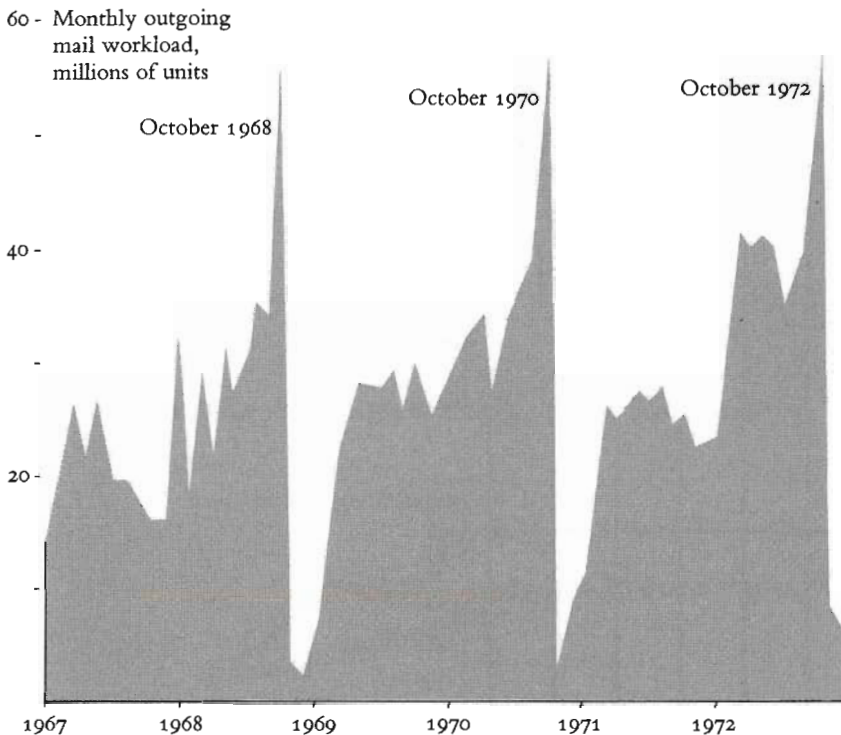 60 - Monthly outgoing
mail workload,
millions of units
October 1968
October 1970
October 1972
40 -
20 -
1967 1968 1969 1970 1971 1972